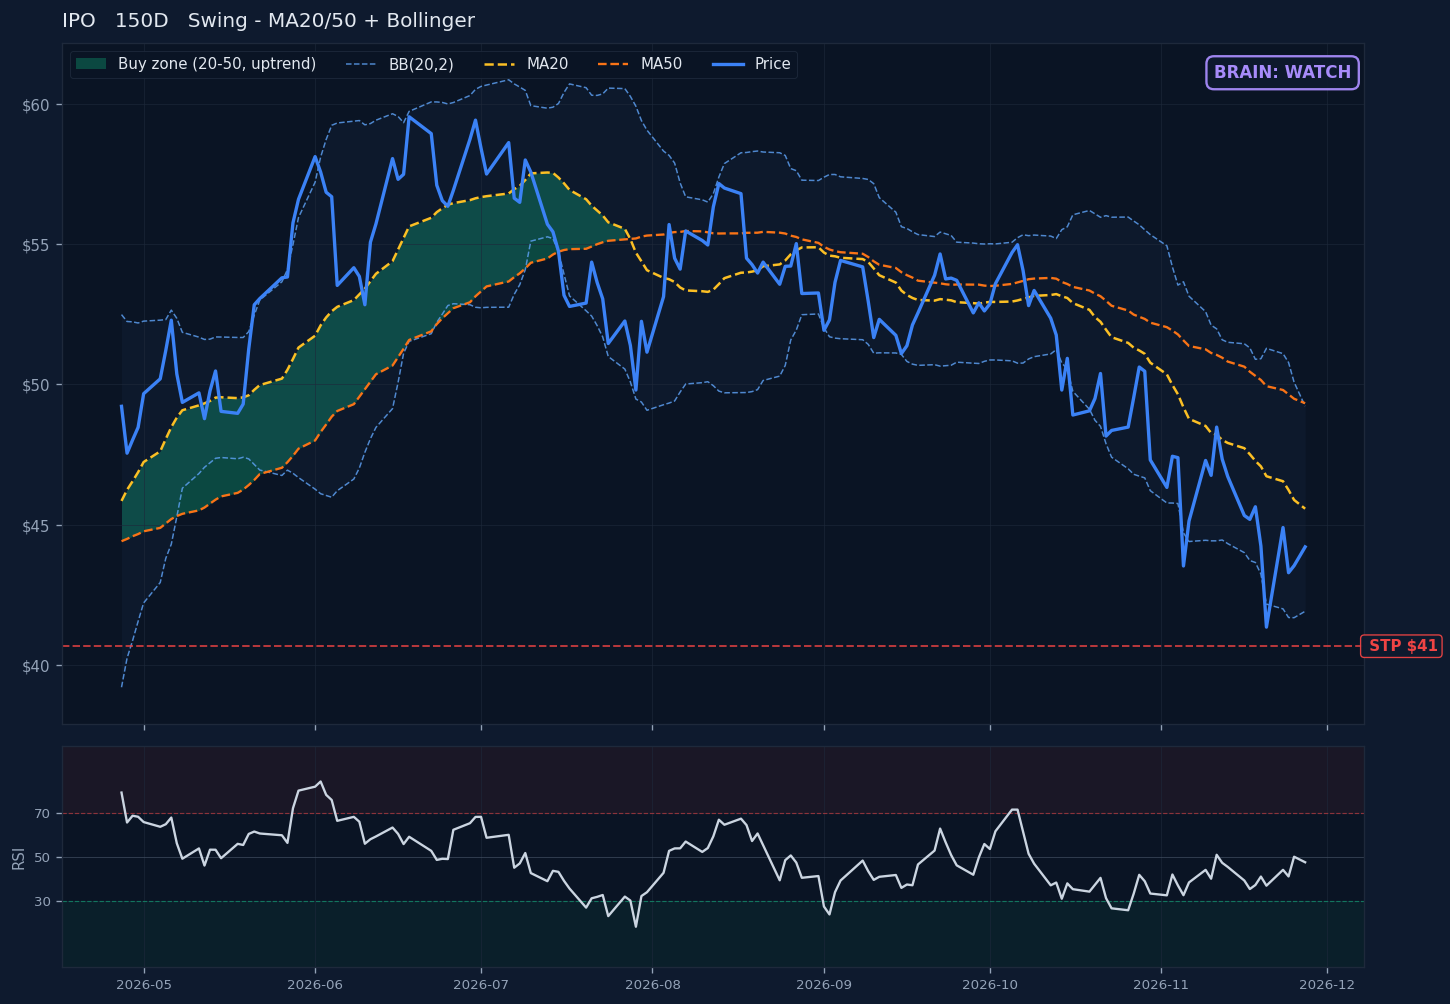 IPO   150D   Swing - MA20/50 + Bollinger
Buy zone (20-50, uptrend)   BB(20,2)   MA20   MA50   Price
BRAIN: WATCH
$60
$55
$50
$45
$40
STP $41
70
50
30
RSI
2026-05   2026-06   2026-07   2026-08   2026-09   2026-10   2026-11   2026-12